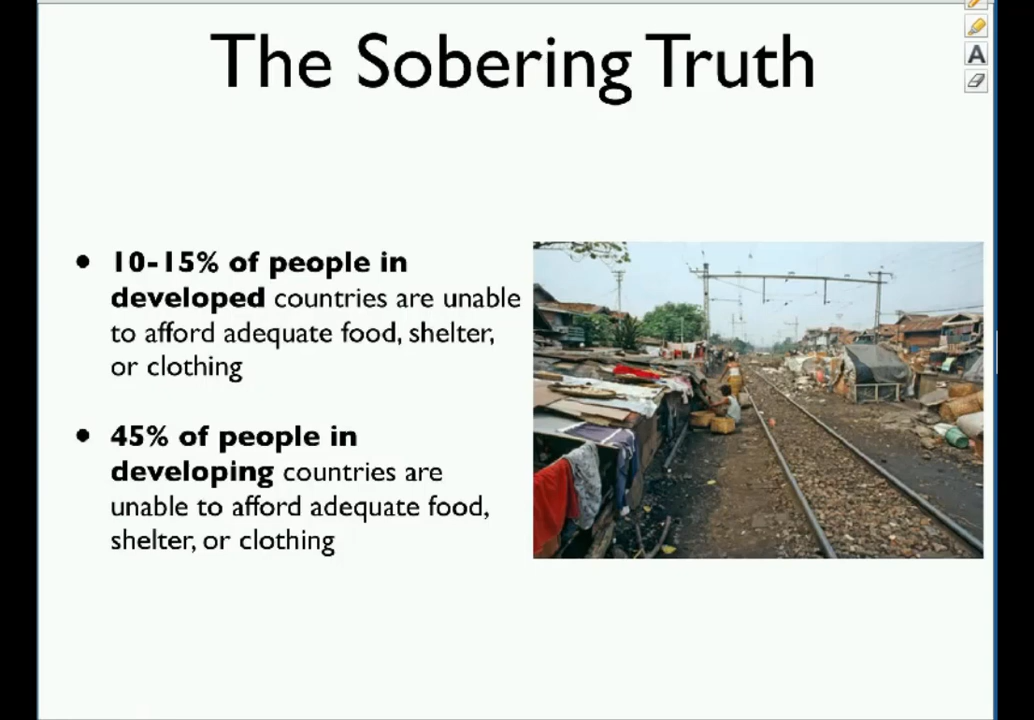 The Sobering Truth
• 10-15% of people in
developed countries are unable
to afford adequate food, shelter,
or clothing
• 45% of people in
developing countries are
unable to afford adequate food,
shelter, or clothing
A